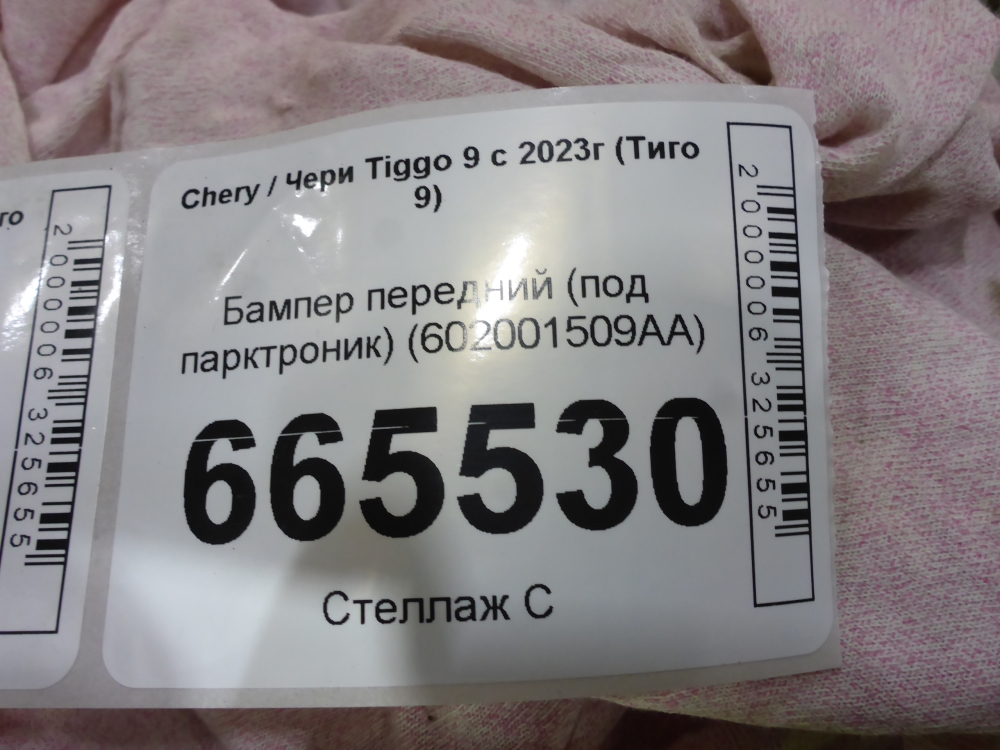 го
2000006325655
Chery / Чери Tiggo 9 с 2023г (Тиго
9)
Бампер передний (под
парктроник) (602001509AA)
665530
Стеллаж С
2000006325655